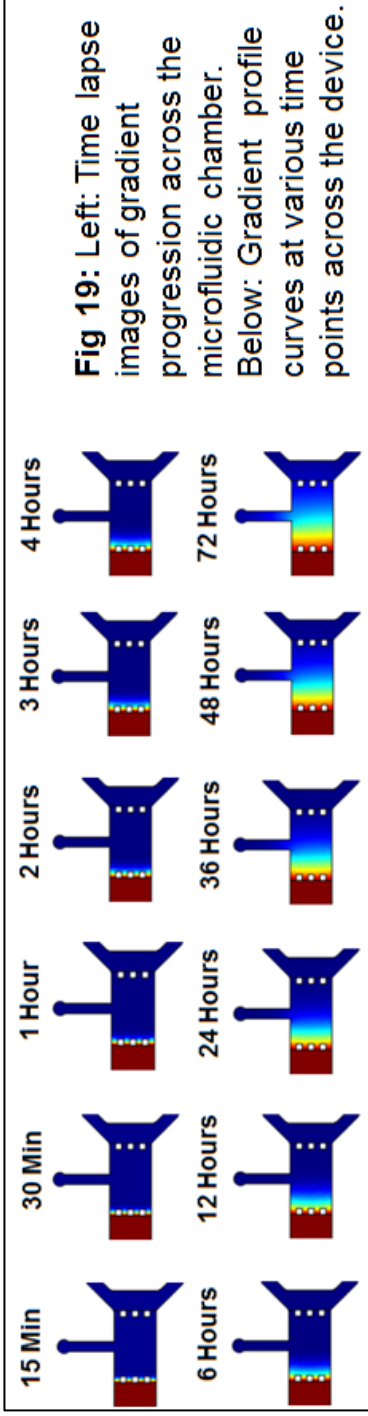 15 Min 30 Min 1 Hour 2 Hours 3 Hours 4 Hours
6 Hours 12 Hours 24 Hours 36 Hours 48 Hours 72 Hours
Fig 19: Left: Time lapse
images of gradient
progression across the
microfluidic chamber.
Below: Gradient profile
curves at various time
points across the device.